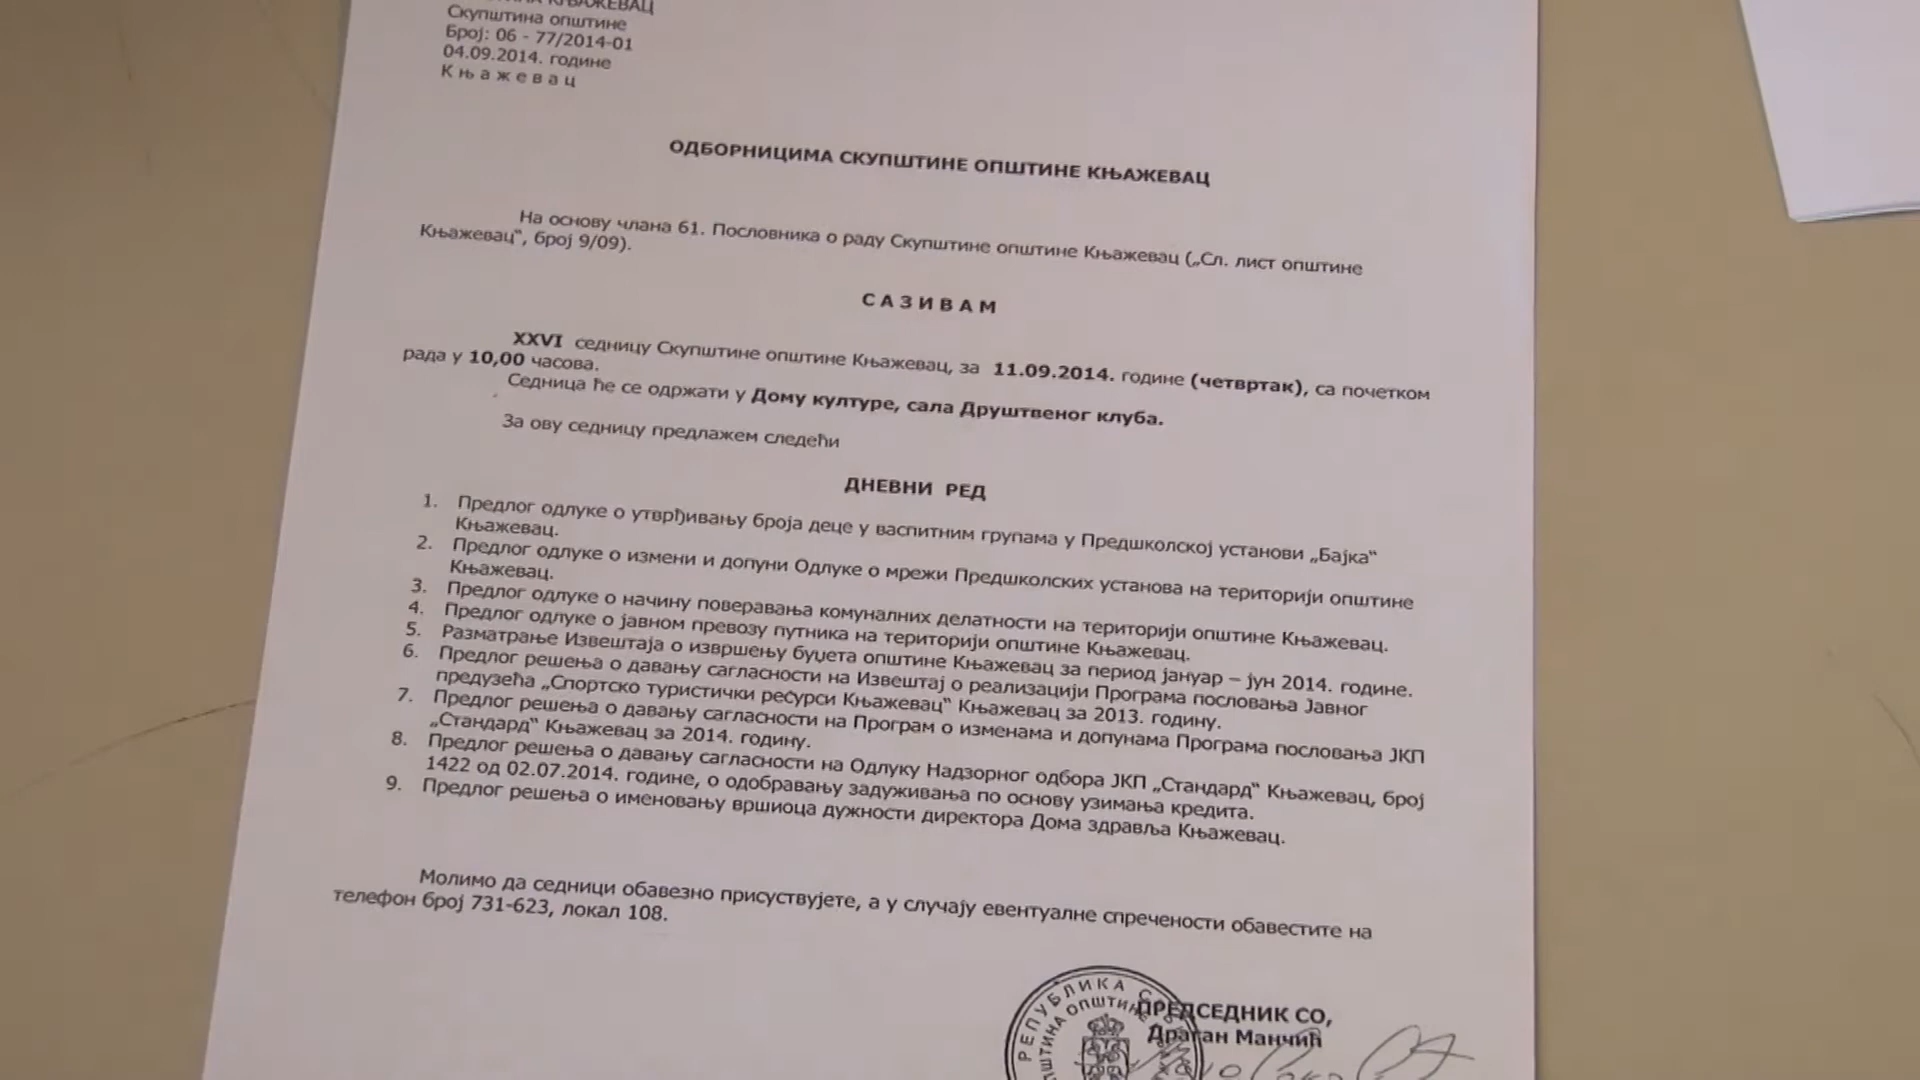 КЊАЖЕВАЦ
Скупштина општине
Број: 06 - 77/2014-01
04.09.2014. године
К њ а ж е в а ц
ОДБОРНИЦИМА СКУПШТИНЕ ОПШТИНЕ КЊАЖЕВАЦ
На основу члана 61. Пословника о раду Скупштине општине Књажевац („Сл. лист општине
Књажевац“, број 9/09).
С А З И В А М
XXVI седницу Скупштине општине Књажевац, за 11.09.2014. године (четвртак), са почетком
рада у 10,00 часова.
Седница ће се одржати у Дому културе, сала Друштвеног клуба.
За ову седницу предлажем следећи
ДНЕВНИ РЕД
1. Предлог одлуке о утврђивању броја деце у васпитним групама у Предшколској установи „Бајка“
Књажевац.
2. Предлог одлуке о измени и допуни Одлуке о мрежи Предшколских установа на територији општине
Књажевац.
3. Предлог одлуке о начину поверавања комуналних делатности на територији општине Књажевац.
4. Предлог одлуке о јавном превозу путника на територији општине Књажевац.
5. Разматрање Извештаја о извршењу буџета општине Књажевац за период јануар – јун 2014. године.
6. Предлог решења о давању сагласности на Извештај о реализацији Програма пословања Јавног
предузећа „Спортско туристички ресурси Књажевац“ Књажевац за 2013. годину.
7. Предлог решења о давању сагласности на Програм о изменама и допунама Програма пословања ЈКП
„Стандард“ Књажевац за 2014. годину.
8. Предлог решења о давању сагласности на Одлуку Надзорног одбора ЈКП „Стандард“ Књажевац, број
1422 од 02.07.2014. године, о одобравању задуживања по основу узимања кредита.
9. Предлог решења о именовању вршиоца дужности директора Дома здравља Књажевац.
Молимо да седници обавезно присуствујете, а у случају евентуалне спречености обавестите на
телефон број 731-623, локал 108.
РЕПУБЛИКА
ПРЕДСЕДНИК СО,
Драган Манчић